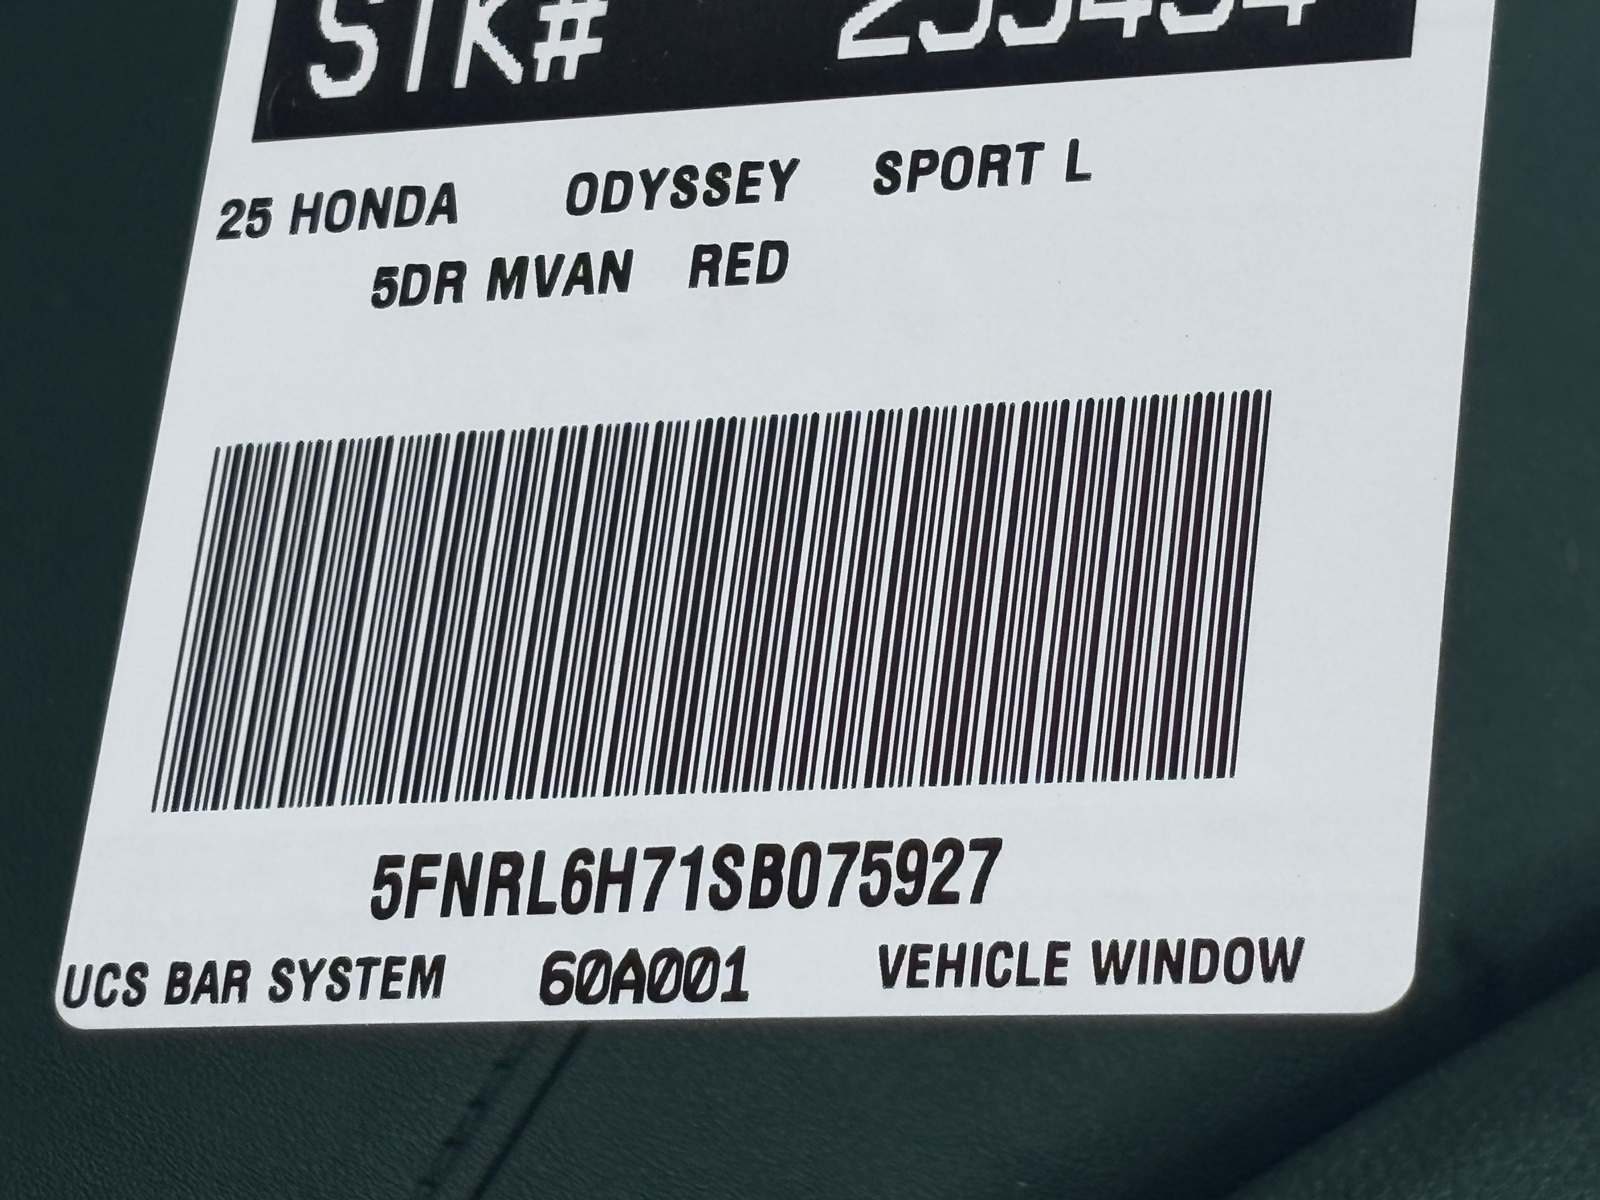 STK#
25 HONDA ODYSSEY SPORT L
5DR MVAN RED
5FNRL6H71SB075927
UCS BAR SYSTEM 60A001 VEHICLE WINDOW